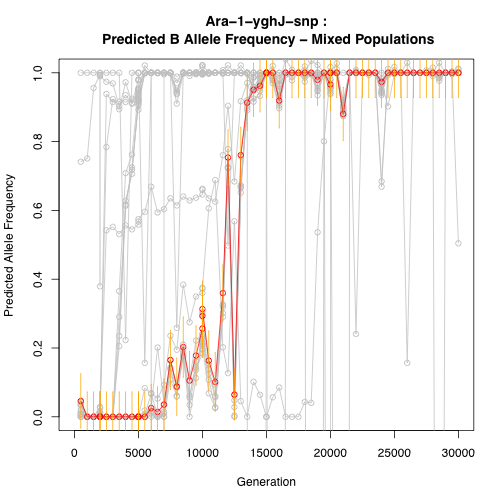 Ara−1−yghJ−snp :
Predicted B Allele Frequency − Mixed Populations
Predicted Allele Frequency
1.0
0.8
0.6
0.4
0.2
0.0
0 5000 10000 15000 20000 25000 30000
Generation